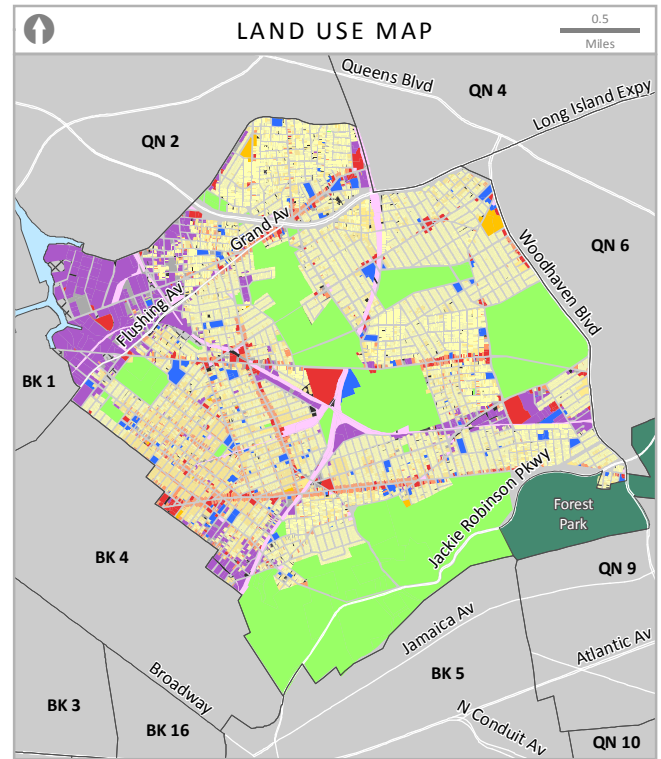 LAND USE MAP
0.5
Miles
Queens Blvd
QN 4
Long Island Expy
QN 2
Grand Av
QN 6
Woodhaven Blvd
Flushing Av
BK 1
Jackie Robinson Pkwy
Forest
Park
BK 4
QN 9
Jamaica Av
Atlantic Av
Broadway
BK 5
BK 3
BK 16
N Conduit Av
QN 10